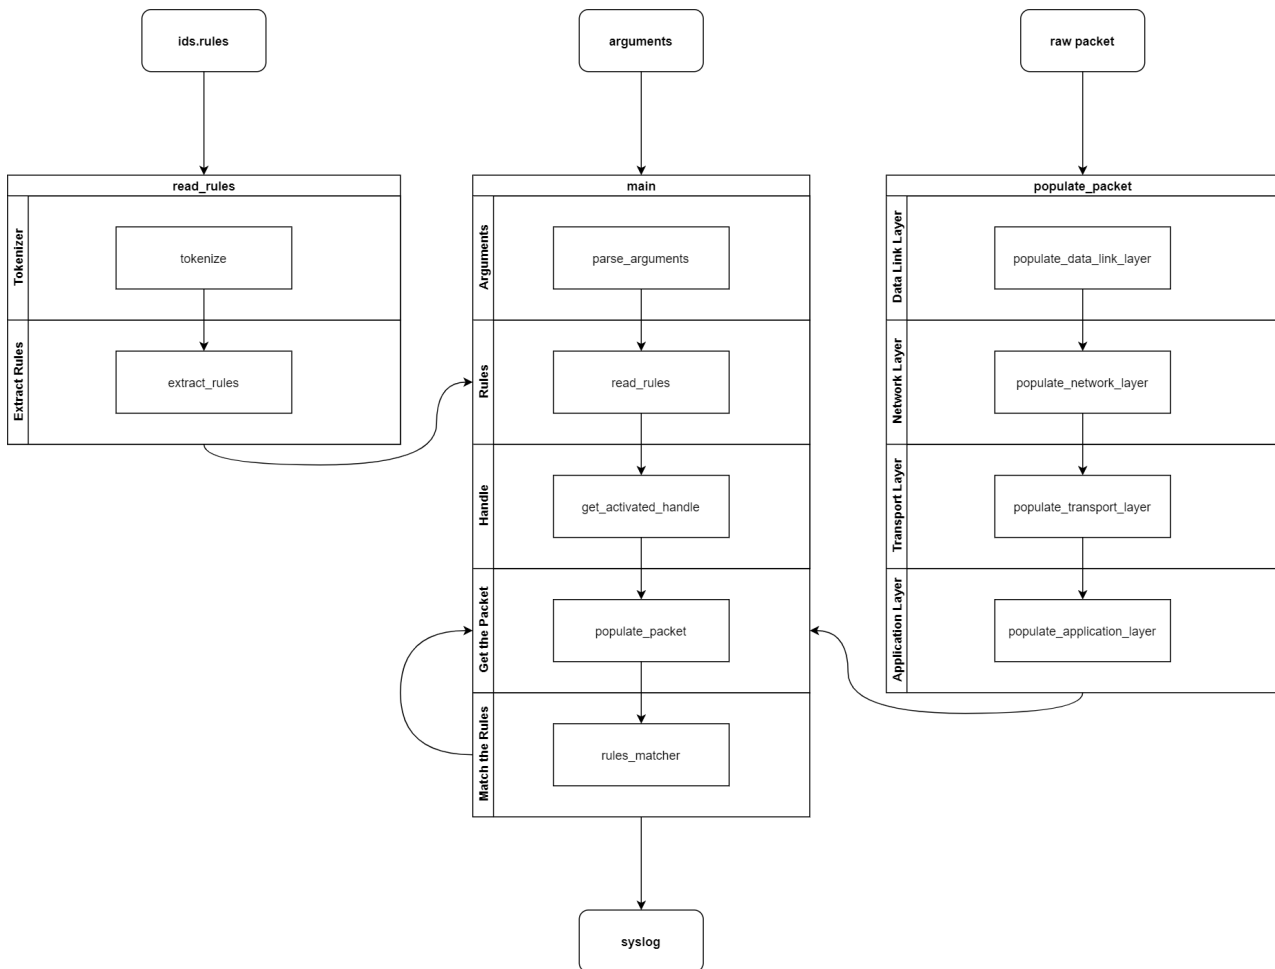 ids.rules
arguments
raw packet
read_rules
Tokenizer
tokenize
Extract Rules
extract_rules
main
Arguments
parse_arguments
Rules
read_rules
Handle
get_activated_handle
Get the Packet
populate_packet
Match the Rules
rules_matcher
populate_packet
Data Link Layer
populate_data_link_layer
Network Layer
populate_network_layer
Transport Layer
populate_transport_layer
Application Layer
populate_application_layer
syslog